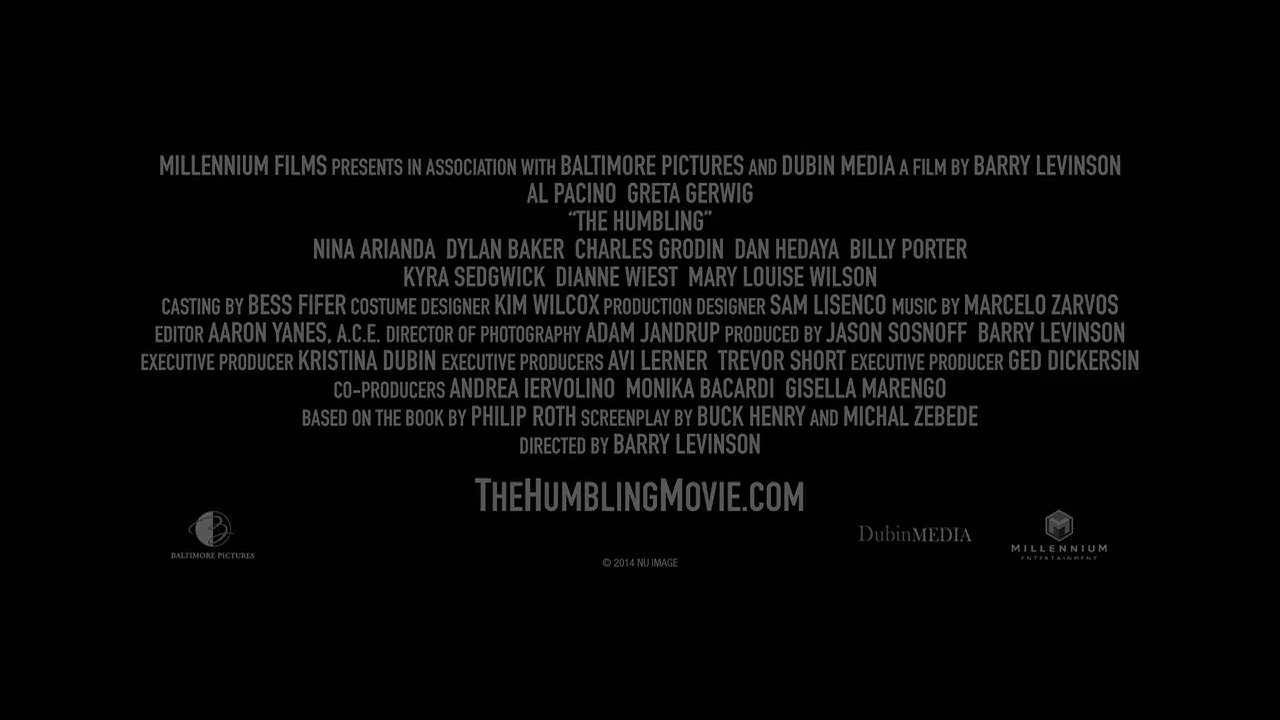 MILLENNIUM FILMS PRESENTS IN ASSOCIATION WITH BALTIMORE PICTURES AND DUBIN MEDIA A FILM BY BARRY LEVINSON
AL PACINO GRETA GERWIG
“THE HUMBLING”
NINA ARIANDA DYLAN BAKER CHARLES GRODIN DAN HEDAYA BILLY PORTER
KYRA SEDGWICK DIANNE WIEST MARY LOUISE WILSON
CASTING BY BESS FIFER COSTUME DESIGNER KIM WILCOX PRODUCTION DESIGNER SAM LISENCO MUSIC BY MARCELO ZARVOS
EDITOR AARON YANES, A.C.E. DIRECTOR OF PHOTOGRAPHY ADAM JANDRUP PRODUCED BY JASON SOSNOFF BARRY LEVINSON
EXECUTIVE PRODUCER KRISTINA DUBIN EXECUTIVE PRODUCERS AVI LERNER TREVOR SHORT EXECUTIVE PRODUCER GED DICKERSIN
CO-PRODUCERS ANDREA IERVOLINO MONIKA BACARDI GISELLA MARENGO
BASED ON THE BOOK BY PHILIP ROTH SCREENPLAY BY BUCK HENRY AND MICHAL ZEBEDE
DIRECTED BY BARRY LEVINSON
THEHUMBLINGMOVIE.COM
BALTIMORE PICTURES
DubinMEDIA
MILLENNIUM
ENTERTAINMENT
© 2014 NU IMAGE